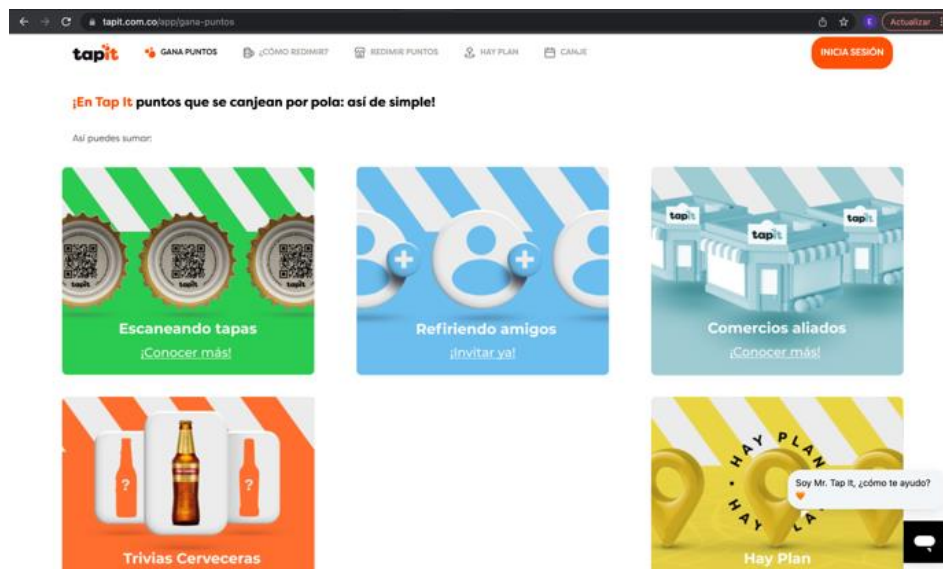 tapit.com.co/app/gana-puntos
Actualizar
tapit
GANA PUNTOS
¿CÓMO REDIMIR?
REDIMIR PUNTOS
HAY PLAN
CANJE
INICIA SESIÓN
¡En Tap It puntos que se canjean por pola: así de simple!
Así puedes sumar:
tapit
tapit
tapit
Escaneando tapas
¡Conocer más!
Refiriendo amigos
¡Invitar ya!
tapit
tapit
tapit
Comercios aliados
¡Conocer más!
?
?
Trivias Cerveceras
HAY PLAN
HAY PLA
Hay Plan
Soy Mr. Tap It, ¿cómo te ayudo?